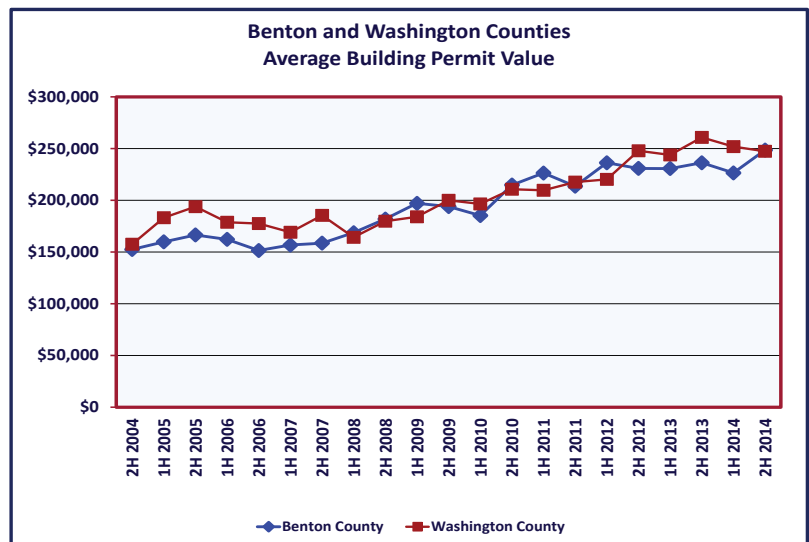 Benton and Washington Counties
Average Building Permit Value
$300,000
$250,000
$200,000
$150,000
$100,000
$50,000
$0
2H 2004
1H 2005
2H 2005
1H 2006
2H 2006
1H 2007
2H 2007
1H 2008
2H 2008
1H 2009
2H 2009
1H 2010
2H 2010
1H 2011
2H 2011
1H 2012
2H 2012
1H 2013
2H 2013
1H 2014
2H 2014
Benton County Washington County